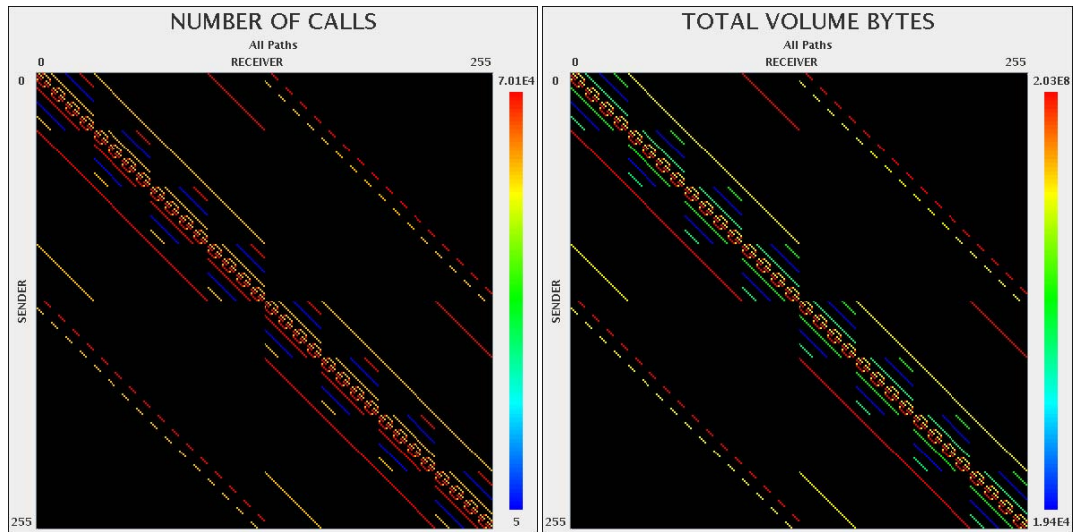 NUMBER OF CALLS
All Paths
RECEIVER
0
255
0
7.01E4
SENDER
255
5
TOTAL VOLUME BYTES
All Paths
RECEIVER
0
255
0
2.03E8
SENDER
255
1.94E4